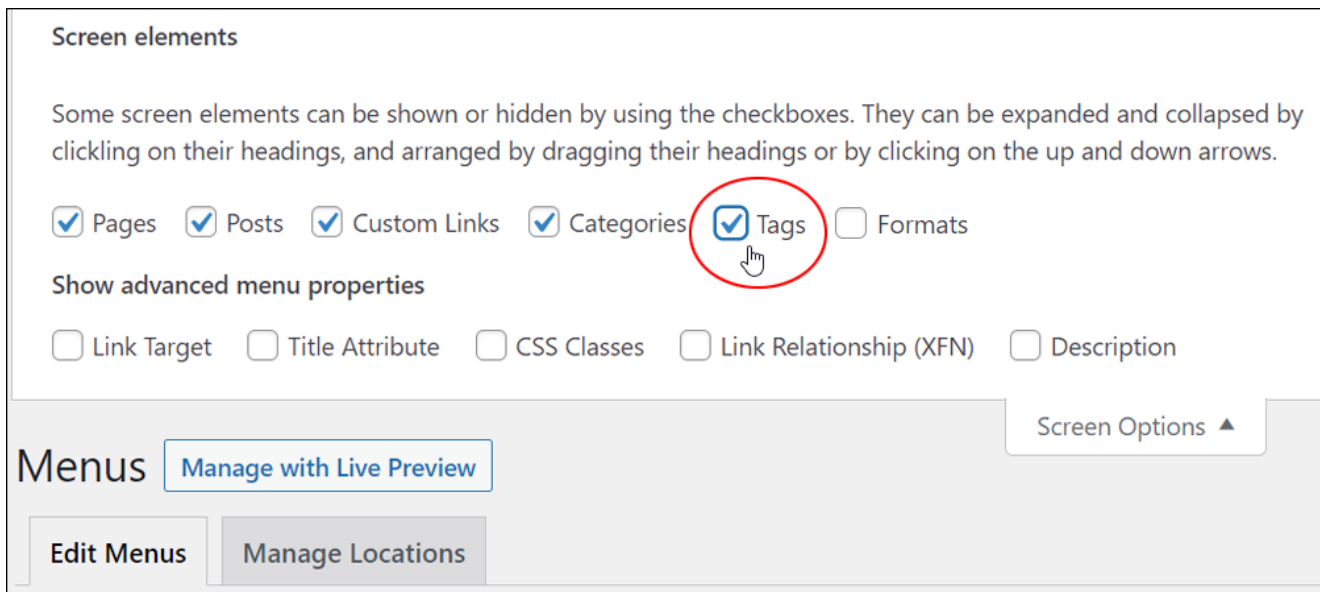 Screen elements
Some screen elements can be shown or hidden by using the checkboxes. They can be expanded and collapsed by
clickling on their headings, and arranged by dragging their headings or by clicking on the up and down arrows.
Pages Posts Custom Links Categories Tags Formats
Show advanced menu properties
Link Target Title Attribute CSS Classes Link Relationship (XFN) Description
Screen Options
Menus Manage with Live Preview
Edit Menus Manage Locations